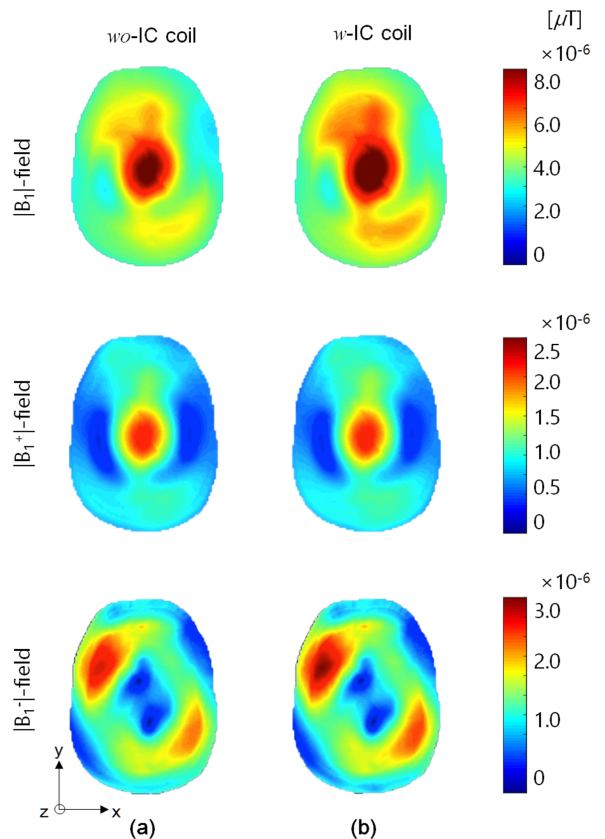 [μT]
wo-IC coil
w-IC coil
×10⁻⁶
|B₁|-field
8.0
6.0
4.0
2.0
0
×10⁻⁶
|B₁⁺|-field
2.5
2.0
1.5
1.0
0.5
0
×10⁻⁶
|B₁⁻|-field
3.0
2.0
1.0
0
y
z
x
(a)
(b)